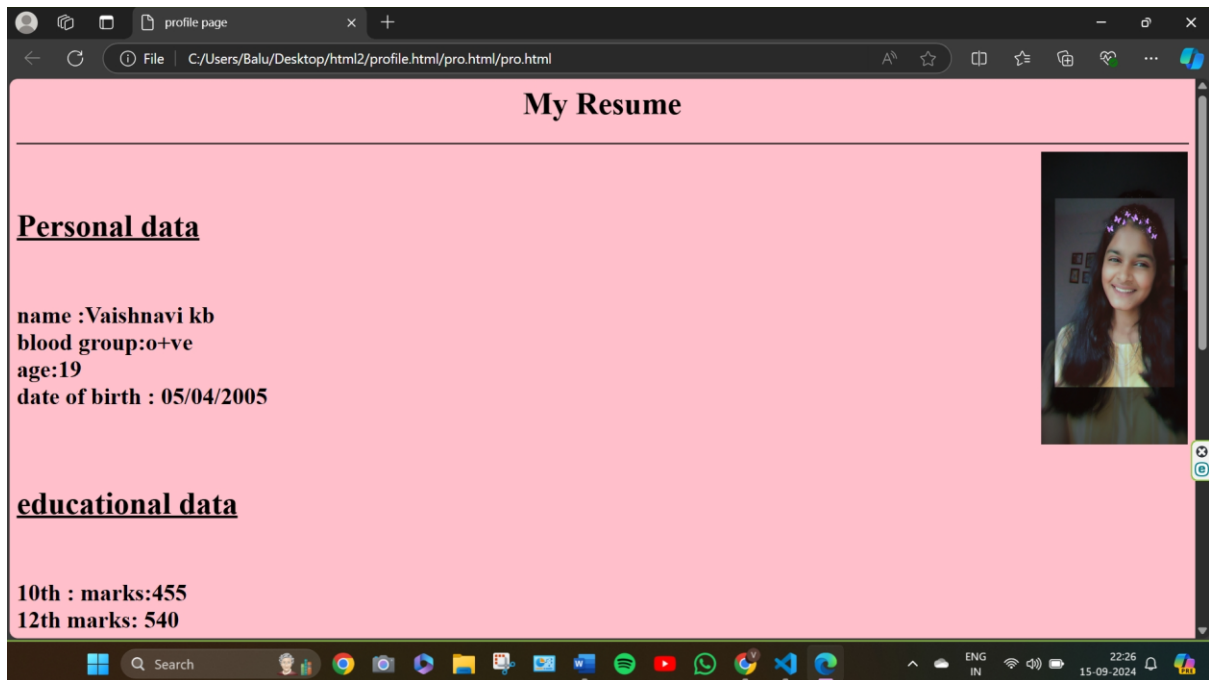 profile page
File C:/Users/Balu/Desktop/html2/profile.html/pro.html/pro.html
My Resume
Personal data
name :Vaishnavi kb
blood group:o+ve
age:19
date of birth : 05/04/2005
educational data
10th : marks:455
12th marks: 540
Search
ENG
IN
22:26
15-09-2024